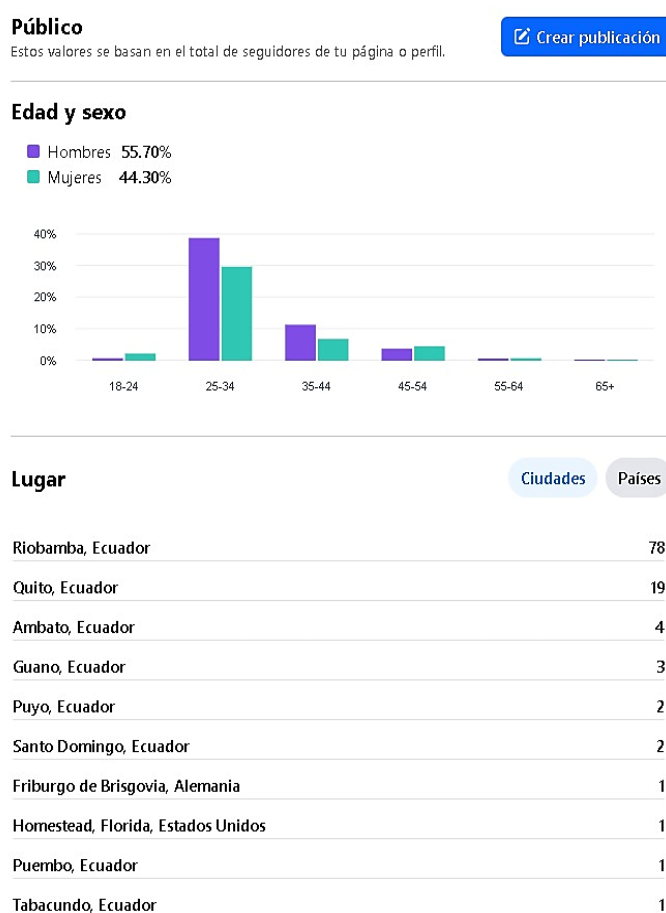 Público
Estos valores se basan en el total de seguidores de tu página o perfil.
Crear publicación
Edad y sexo
Hombres 55.70%
Mujeres 44.30%
40%
30%
20%
10%
0%
18-24 25-34 35-44 45-54 55-64 65+
Lugar
Ciudades Países
Riobamba, Ecuador 78
Quito, Ecuador 19
Ambato, Ecuador 4
Guano, Ecuador 3
Puyo, Ecuador 2
Santo Domingo, Ecuador 2
Friburgo de Brisgovia, Alemania 1
Homestead, Florida, Estados Unidos 1
Puembo, Ecuador 1
Tabacundo, Ecuador 1